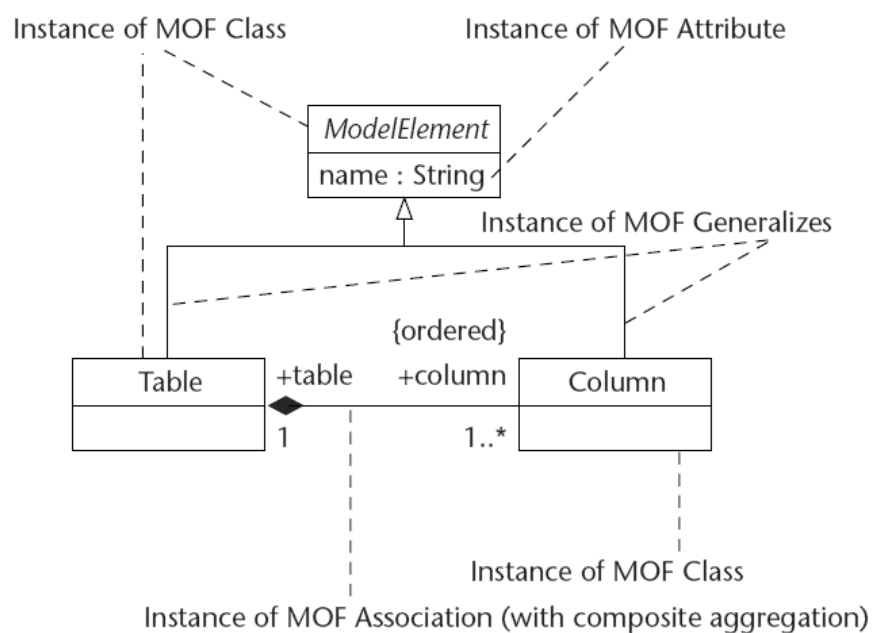 Instance of MOF Class
Instance of MOF Attribute
ModelElement
name : String
Instance of MOF Generalizes
{ordered}
Table
+table
+column
Column
1
1..*
Instance of MOF Class
Instance of MOF Association (with composite aggregation)